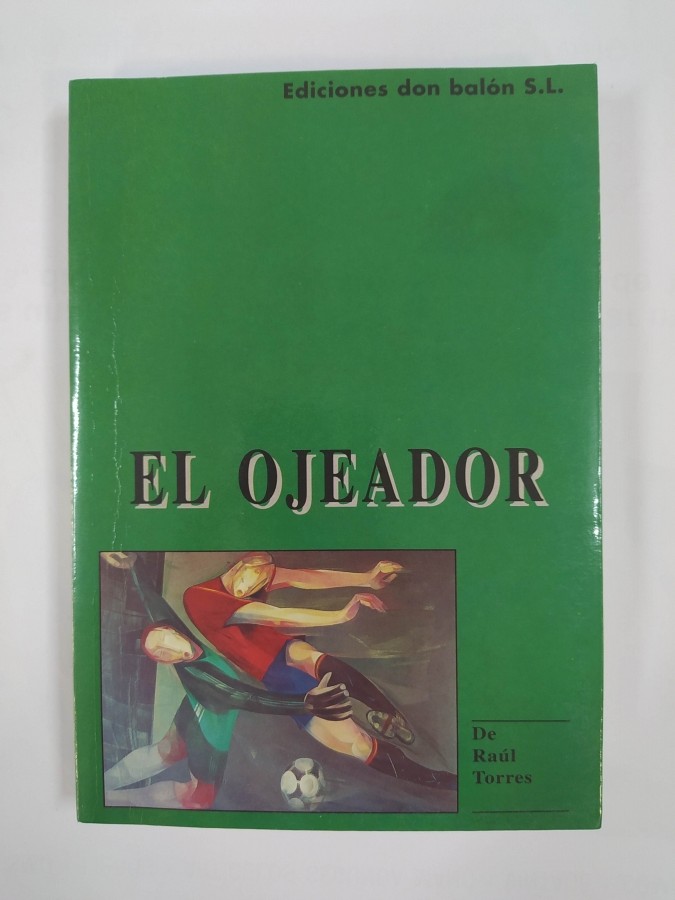 Ediciones don balón S.L.
EL OJEADOR
De
Raúl
Torres